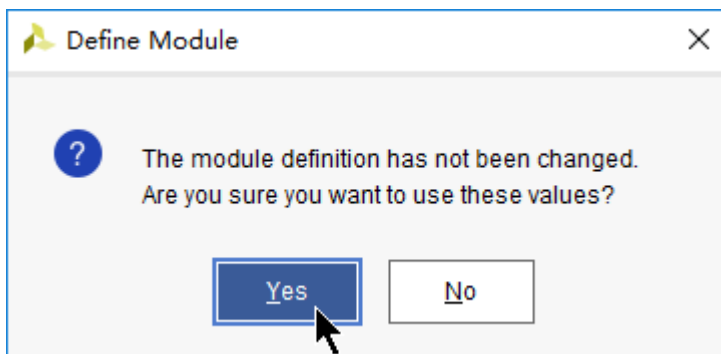 Define Module
?
The module definition has not been changed.
Are you sure you want to use these values?
Yes
No